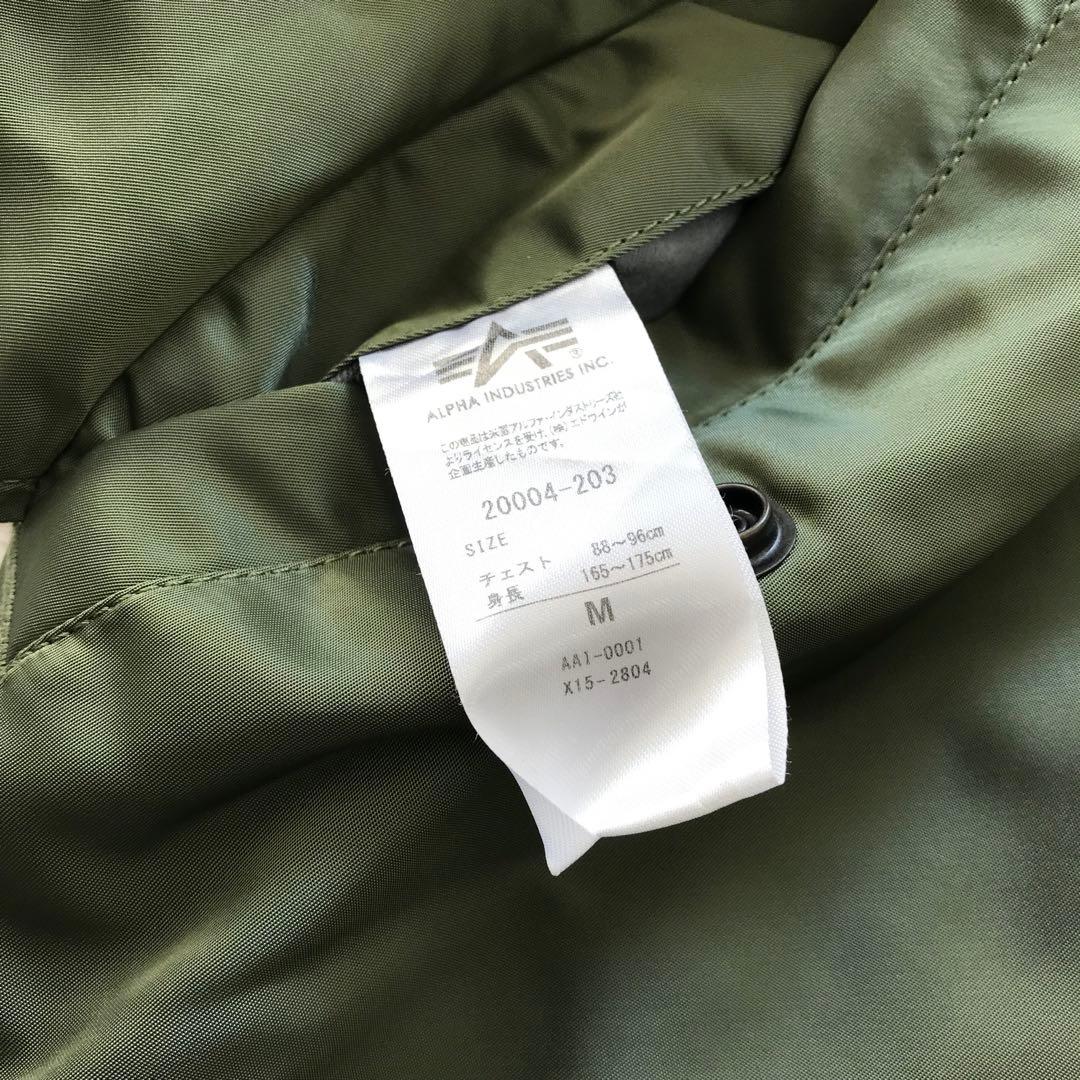 ®
ALPHA INDUSTRIES INC.
この商品は米国アルファ・インダストリーズ社
よりライセンスを受け、(株)エドウインが
企画生産したものです。
20004-203
SIZE
チェスト 88~96cm
身長 165~175cm
M
AA1-0001
X15-2804